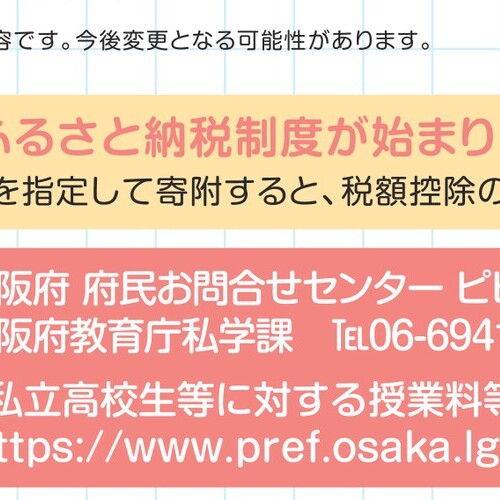 容です。今後変更となる可能性があります。
ふるさと納税制度が始まり
を指定して寄附すると、税額控除の
阪府 府民お問合せセンター ピピ
阪府教育庁私学課 ℡06-694
私立高校生等に対する授業料等
ttps://www.pref.osaka.lg